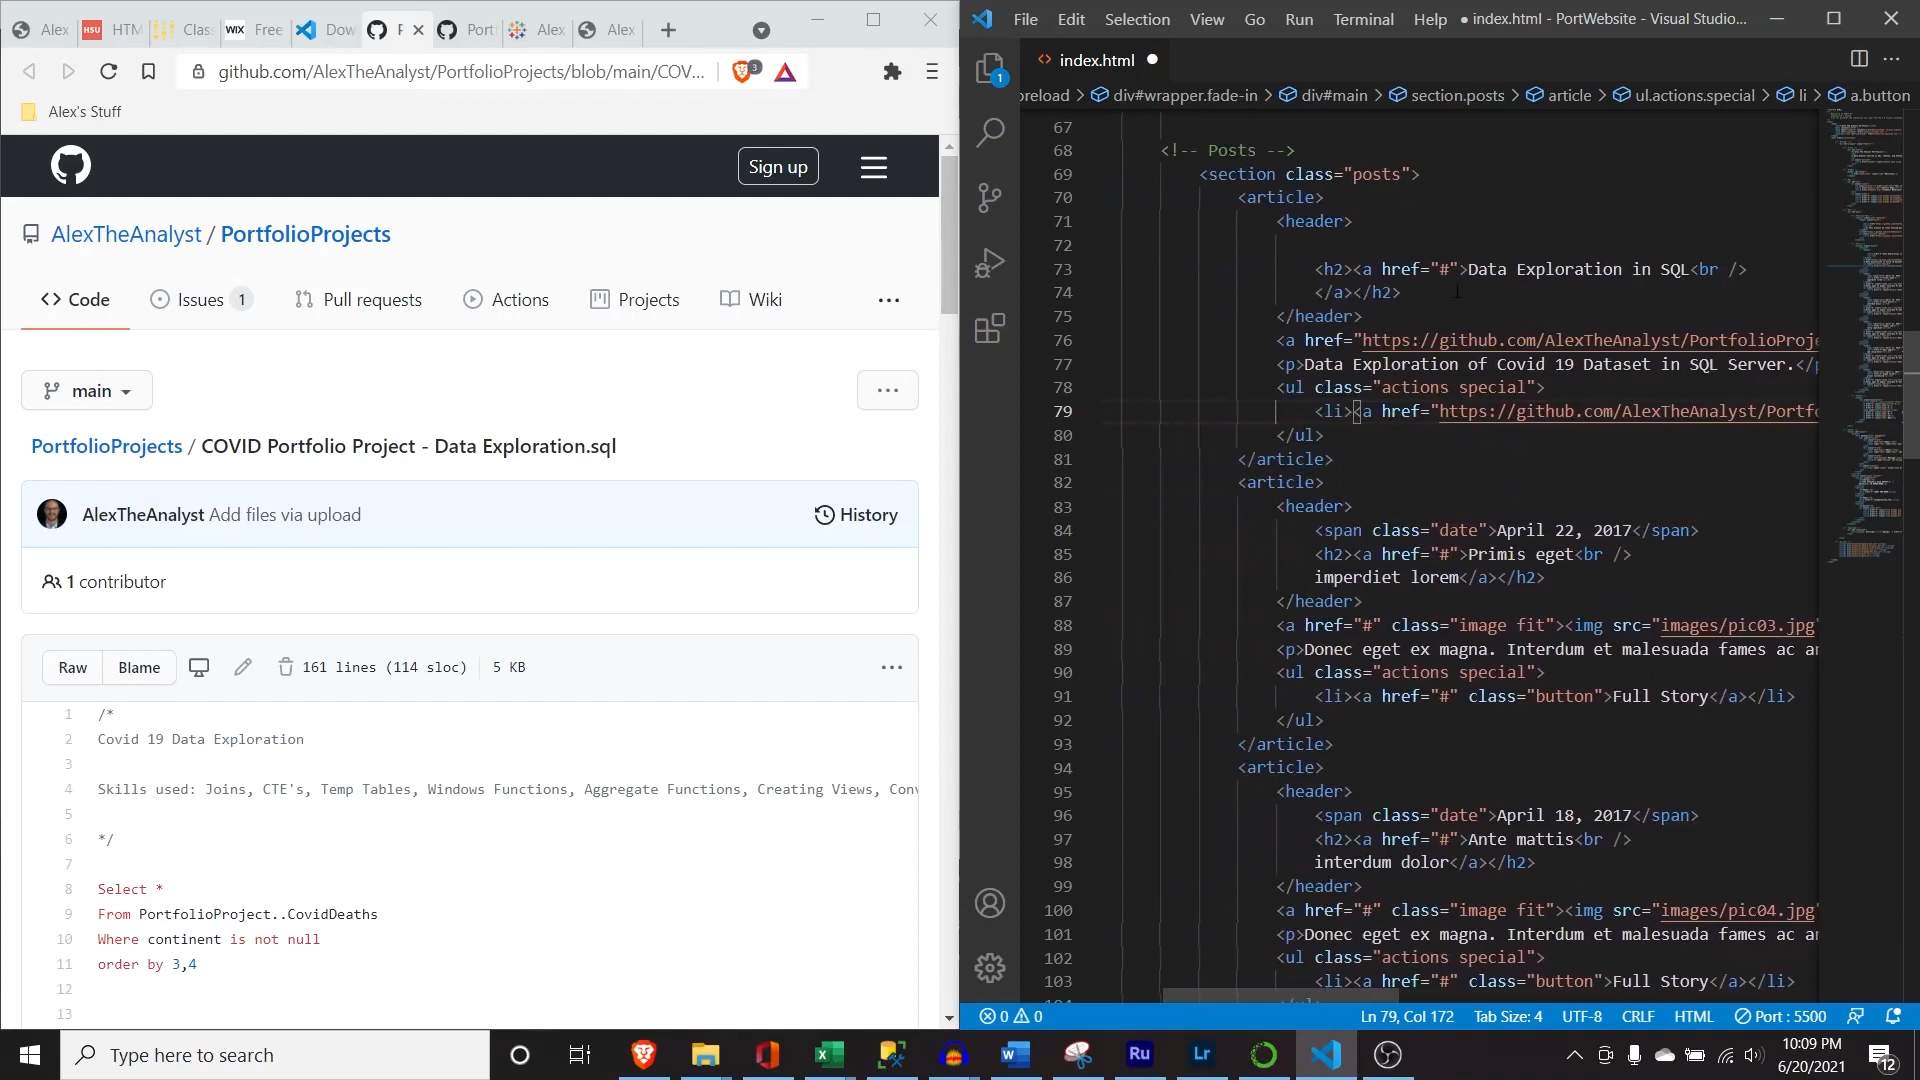 Alex
HSU HTM
Clas
WIX Free
Dow
F
Port
Alex
Alex
github.com/AlexTheAnalyst/PortfolioProjects/blob/main/COV...
3
Alex's Stuff
Sign up
AlexTheAnalyst / PortfolioProjects
Code
Issues 1
Pull requests
Actions
Projects
Wiki
main
PortfolioProjects / COVID Portfolio Project - Data Exploration.sql
AlexTheAnalyst Add files via upload
History
1 contributor
Raw
Blame
161 lines (114 sloc)
5 KB
1 /*
2 Covid 19 Data Exploration
3
4 Skills used: Joins, CTE's, Temp Tables, Windows Functions, Aggregate Functions, Creating Views, Conv
5
6 */
7
8 Select *
9 From PortfolioProject..CovidDeaths
10 Where continent is not null
11 order by 3,4
12
13
File Edit Selection View Go Run Terminal Help
index.html - PortWebsite - Visual Studio...
index.html
1
preload > div#wrapper.fade-in > div#main > section.posts > article > ul.actions.special > li > a.button
67
68 <!-- Posts -->
69 <section class="posts">
70 <article>
71 <header>
72
73 <h2><a href="#">Data Exploration in SQL<br />
74 </a></h2>
75 </header>
76 <a href="https://github.com/AlexTheAnalyst/PortfolioProje
77 <p>Data Exploration of Covid 19 Dataset in SQL Server.</p
78 <ul class="actions special">
79 <li><a href="https://github.com/AlexTheAnalyst/Portfo
80 </ul>
81 </article>
82 <article>
83 <header>
84 <span class="date">April 22, 2017</span>
85 <h2><a href="#">Primis eget<br />
86 imperdiet lorem</a></h2>
87 </header>
88 <a href="#" class="image fit"><img src="images/pic03.jpg"
89 <p>Donec eget ex magna. Interdum et malesuada fames ac an
90 <ul class="actions special">
91 <li><a href="#" class="button">Full Story</a></li>
92 </ul>
93 </article>
94 <article>
95 <header>
96 <span class="date">April 18, 2017</span>
97 <h2><a href="#">Ante mattis<br />
98 interdum dolor</a></h2>
99 </header>
100 <a href="#" class="image fit"><img src="images/pic04.jpg"
101 <p>Donec eget ex magna. Interdum et malesuada fames ac an
102 <ul class="actions special">
103 <li><a href="#" class="button">Full Story</a></li>
0 0
Ln 79, Col 172
Tab Size: 4
UTF-8
CRLF
HTML
Port : 5500
Type here to search
Ru
Lr
10:09 PM
6/20/2021
12